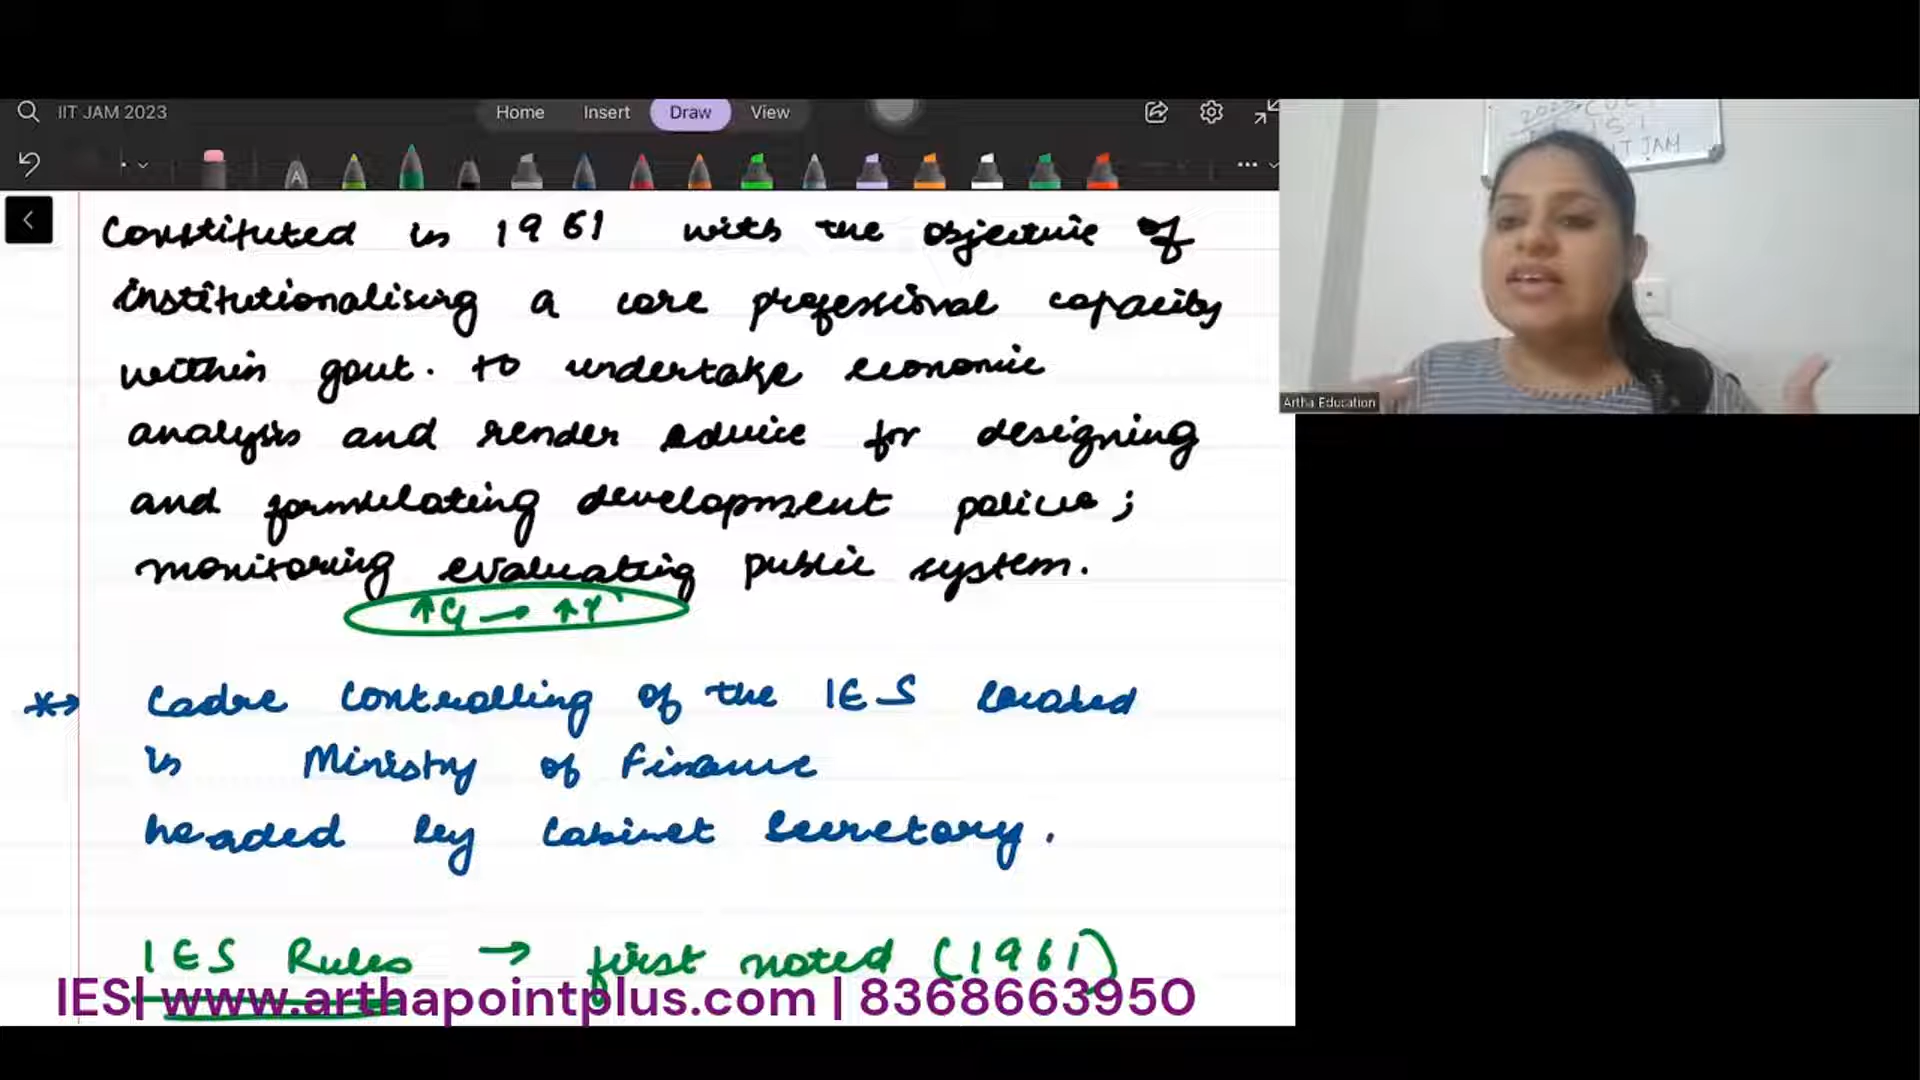 IIT JAM 2023
Home Insert Draw View
Constituted in 1961 with the objective of
institutionalising a core professional capacity
within govt. to undertake economic
analysis and render advice for designing
and formulating development policies;
monitoring evaluating public system.
↑G → ↑Y
*→ Cadre controlling of the IES located
in Ministry of Finance
headed by Cabinet Secretary.
IES Rules → first noted (1961)
IES| www.arthapointplus.com | 8368663950
2023
JAM
Artha Education